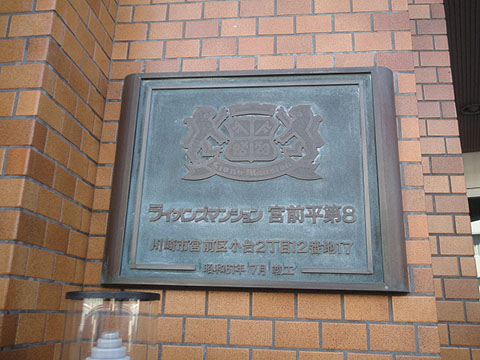 ライオンズマンション 宮前平第8
川崎市宮前区小台2丁目12番地17
昭和61年7月 竣工